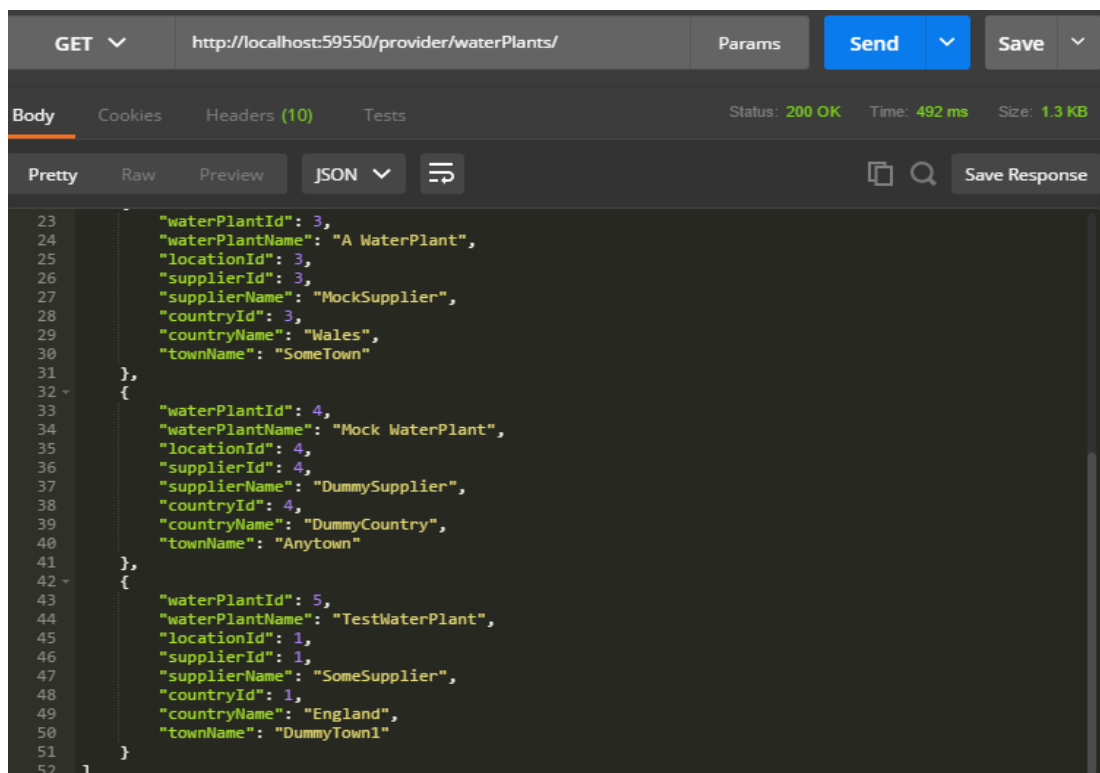 GET http://localhost:59550/provider/waterPlants/ Params Send Save
Body Cookies Headers (10) Tests Status: 200 OK Time: 492 ms Size: 1.3 KB
Pretty Raw Preview JSON Save Response
23 "waterPlantId": 3,
24 "waterPlantName": "A WaterPlant",
25 "locationId": 3,
26 "supplierId": 3,
27 "supplierName": "MockSupplier",
28 "countryId": 3,
29 "countryName": "Wales",
30 "townName": "SomeTown"
31 },
32 {
33 "waterPlantId": 4,
34 "waterPlantName": "Mock WaterPlant",
35 "locationId": 4,
36 "supplierId": 4,
37 "supplierName": "DummySupplier",
38 "countryId": 4,
39 "countryName": "DummyCountry",
40 "townName": "Anytown"
41 },
42 {
43 "waterPlantId": 5,
44 "waterPlantName": "TestWaterPlant",
45 "locationId": 1,
46 "supplierId": 1,
47 "supplierName": "SomeSupplier",
48 "countryId": 1,
49 "countryName": "England",
50 "townName": "DummyTown1"
51 }
52 ]